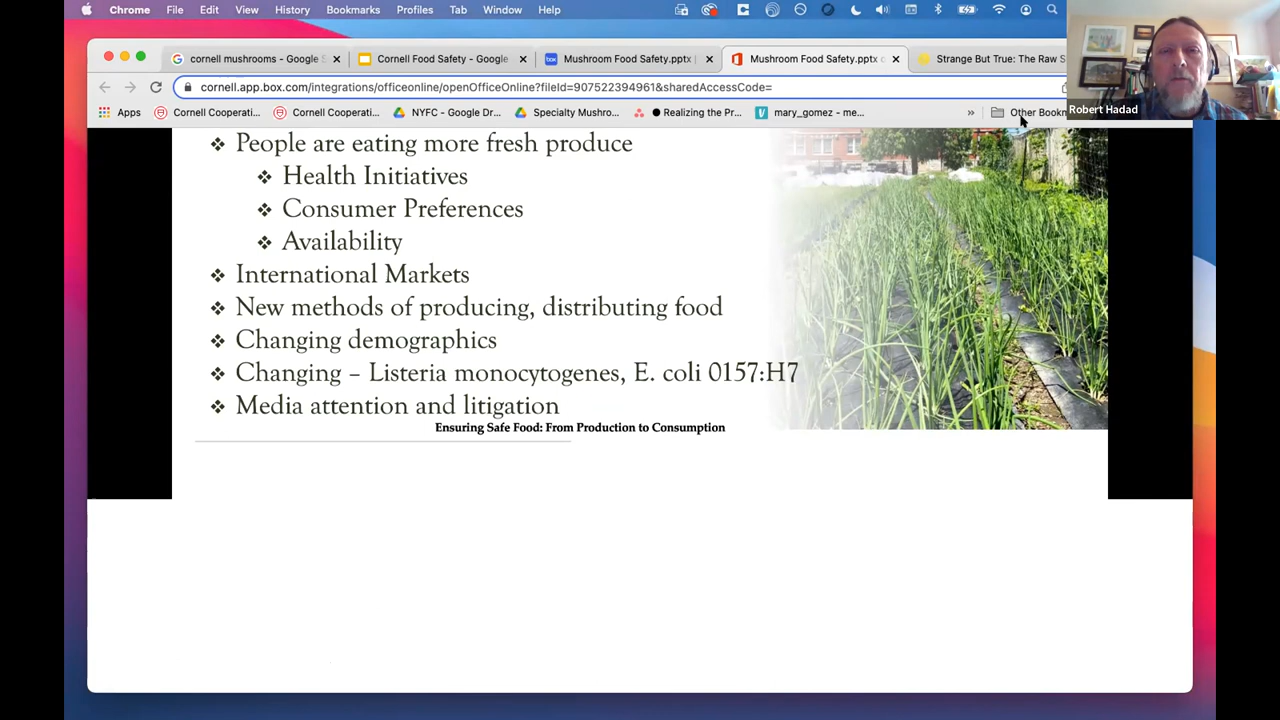 Chrome File Edit View History Bookmarks Profiles Tab Window Help
cornell mushrooms - Google S
Cornell Food Safety - Google
Mushroom Food Safety.pptx |
Mushroom Food Safety.pptx o
Strange But True: The Raw S
cornell.app.box.com/integrations/officeonline/openOfficeOnline?fileId=907522394961&sharedAccessCode=
Robert Hadad
Apps Cornell Cooperati... Cornell Cooperati... NYFC - Google Dr... Specialty Mushro... Realizing the Pr... mary_gomez - me... » Other Bookm
❖ People are eating more fresh produce
❖ Health Initiatives
❖ Consumer Preferences
❖ Availability
❖ International Markets
❖ New methods of producing, distributing food
❖ Changing demographics
❖ Changing – Listeria monocytogenes, E. coli 0157:H7
❖ Media attention and litigation
Ensuring Safe Food: From Production to Consumption